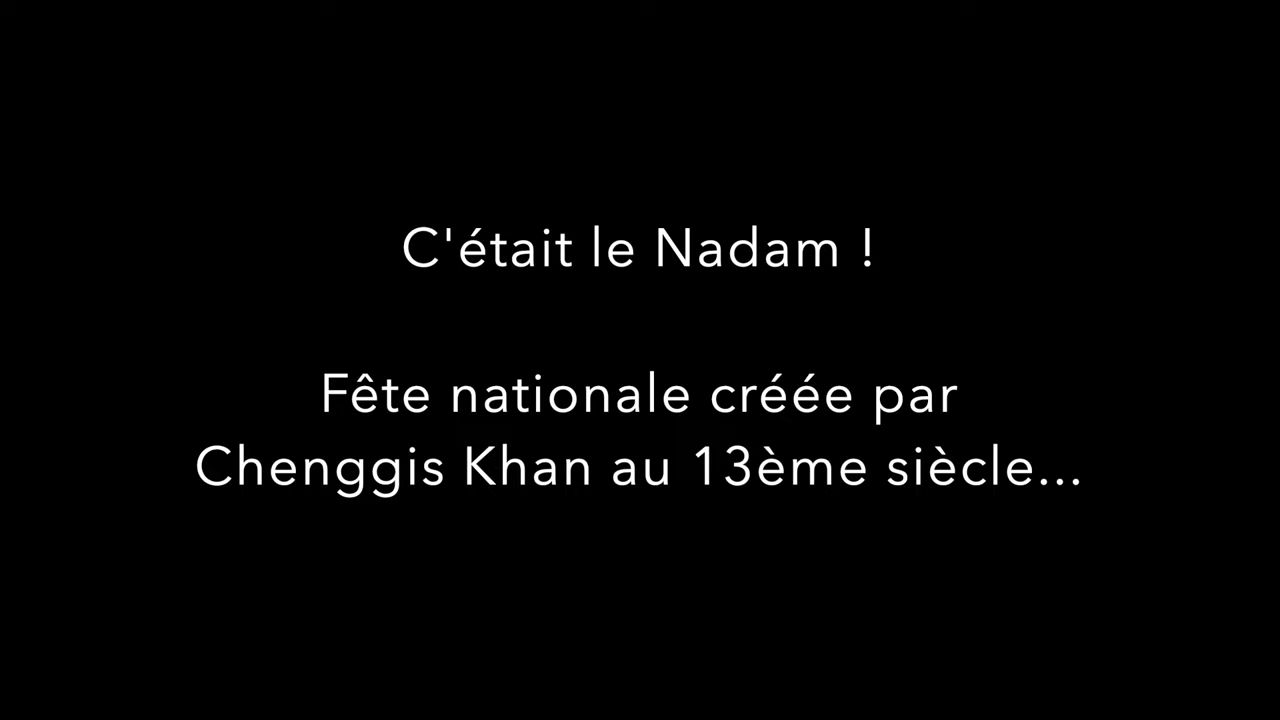 C'était le Nadam !
Fête nationale créée par
Chenggis Khan au 13ème siècle...